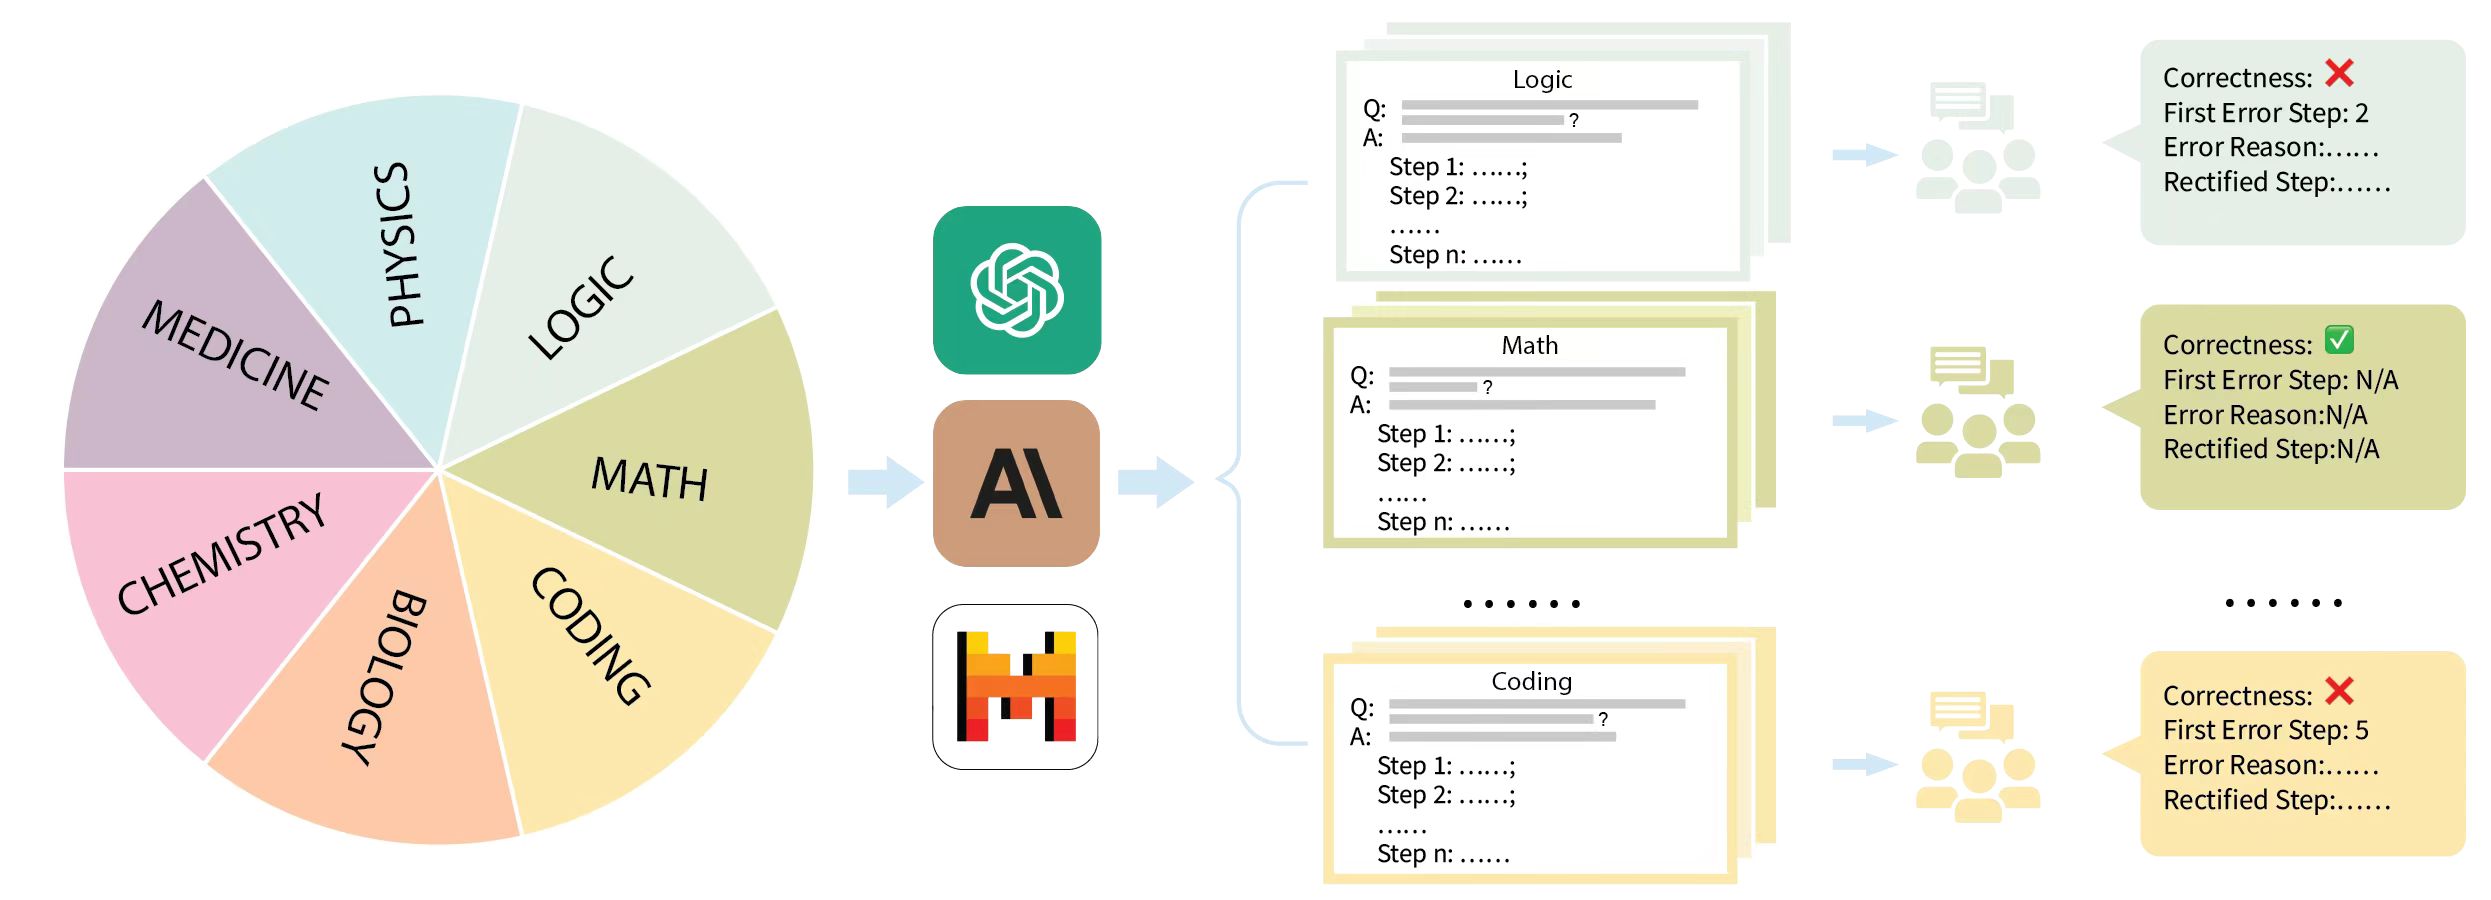 PHYSICS
LOGIC
MEDICINE
MATH
CHEMISTRY
CODING
BIOLOGY
Logic
Q:
?
A:
Step 1: ……;
Step 2: ……;
……
Step n: ……
Correctness: ❌
First Error Step: 2
Error Reason:……
Rectified Step:……
Math
Q:
?
A:
Step 1: ……;
Step 2: ……;
……
Step n: ……
Correctness: ✅
First Error Step: N/A
Error Reason:N/A
Rectified Step:N/A
......
......
Coding
Q:
?
A:
Step 1: ……;
Step 2: ……;
……
Step n: ……
Correctness: ❌
First Error Step: 5
Error Reason:……
Rectified Step:……